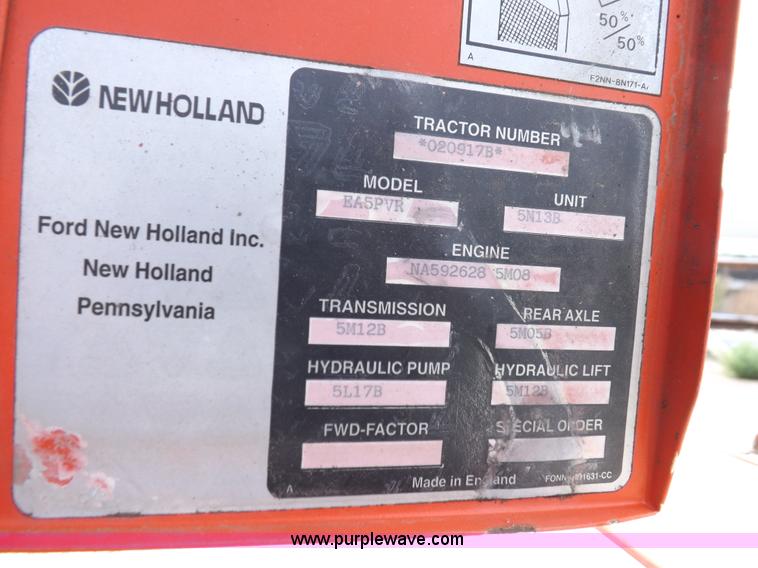 50%
50%
A
F2NN-8N171-A
NEW HOLLAND
Ford New Holland Inc.
New Holland
Pennsylvania
TRACTOR NUMBER
*020917B*
MODEL
EA5PVR
UNIT
5N13B
ENGINE
NA592628 5M08
TRANSMISSION
5M12B
REAR AXLE
5M05B
HYDRAULIC PUMP
5L17B
HYDRAULIC LIFT
5M12B
FWD-FACTOR
SPECIAL ORDER
A
Made in England
www.purplewave.com